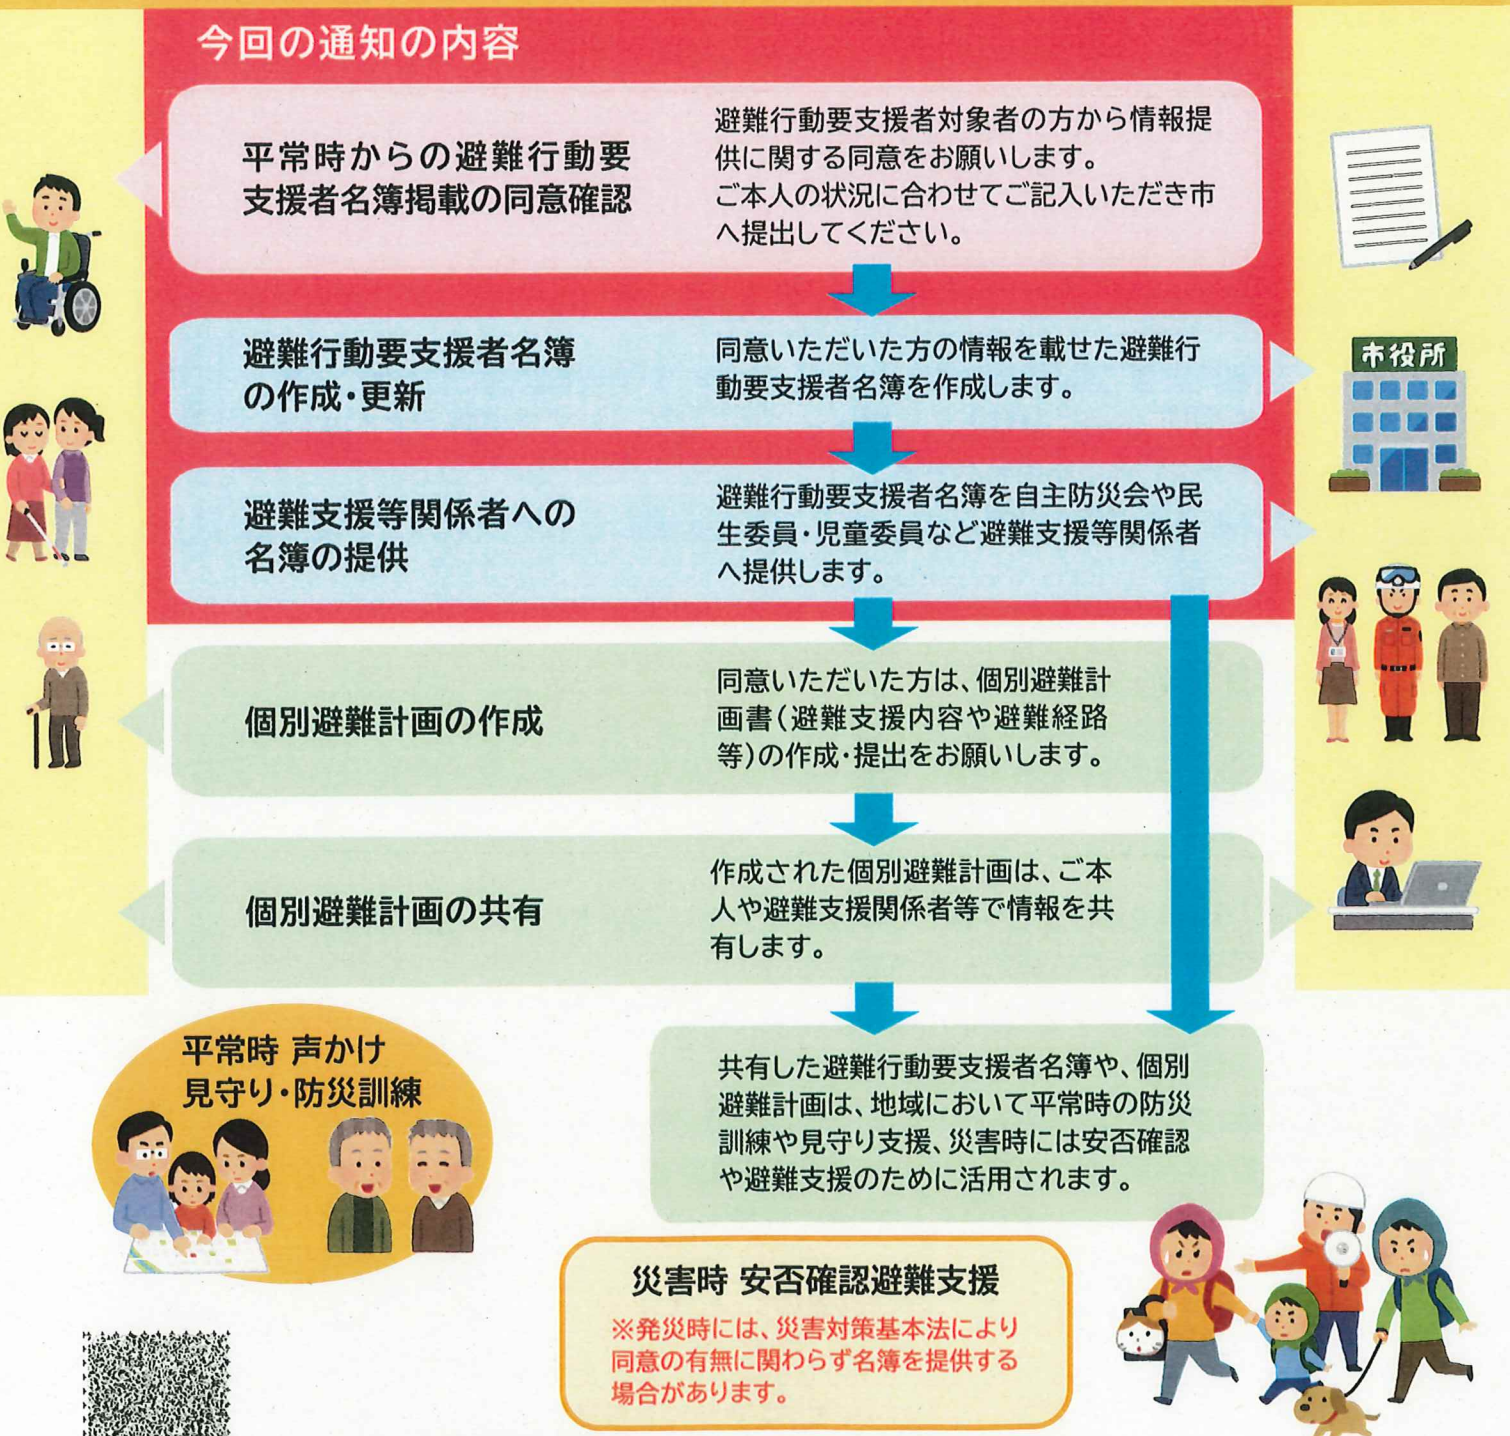 今回の通知の内容
平常時からの避難行動要
支援者名簿掲載の同意確認
避難行動要支援者対象者の方から情報提
供に関する同意をお願いします。
ご本人の状況に合わせてご記入いただき市
へ提出してください。
避難行動要支援者名簿
の作成・更新
同意いただいた方の情報を載せた避難行
動要支援者名簿を作成します。
市役所
避難支援等関係者への
名簿の提供
避難行動要支援者名簿を自主防災会や民
生委員・児童委員など避難支援等関係者
へ提供します。
個別避難計画の作成
同意いただいた方は、個別避難計
画書(避難支援内容や避難経路
等)の作成・提出をお願いします。
個別避難計画の共有
作成された個別避難計画は、ご本
人や避難支援関係者等で情報を共
有します。
平常時 声かけ
見守り・防災訓練
共有した避難行動要支援者名簿や、個別
避難計画は、地域において平常時の防災
訓練や見守り支援、災害時には安否確認
や避難支援のために活用されます。
災害時 安否確認避難支援
※発災時には、災害対策基本法により
同意の有無に関わらず名簿を提供する
場合があります。